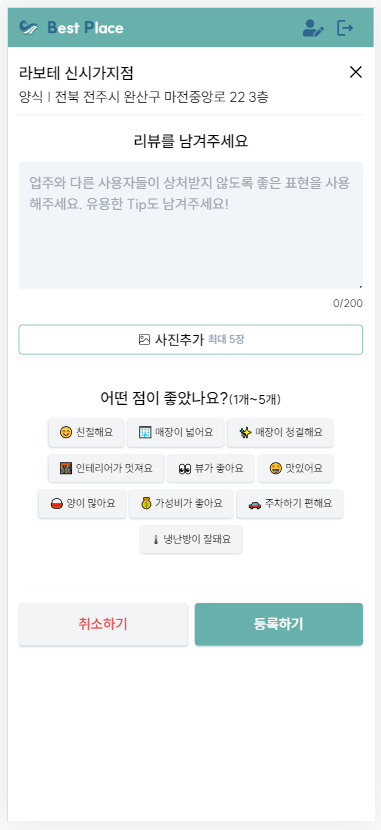 Best Place
라보테 신시가지점
양식 | 전북 전주시 완산구 마전중앙로 22 3층
리뷰를 남겨주세요
업주와 다른 사용자들이 상처받지 않도록 좋은 표현을 사용
해주세요. 유용한 Tip도 남겨주세요!
0/200
사진추가 최대 5장
어떤 점이 좋았나요?(1개~5개)
친절해요 매장이 넓어요 매장이 청결해요
인테리어가 멋져요 뷰가 좋아요 맛있어요
양이 많아요 가성비가 좋아요 주차하기 편해요
냉난방이 잘돼요
취소하기 등록하기